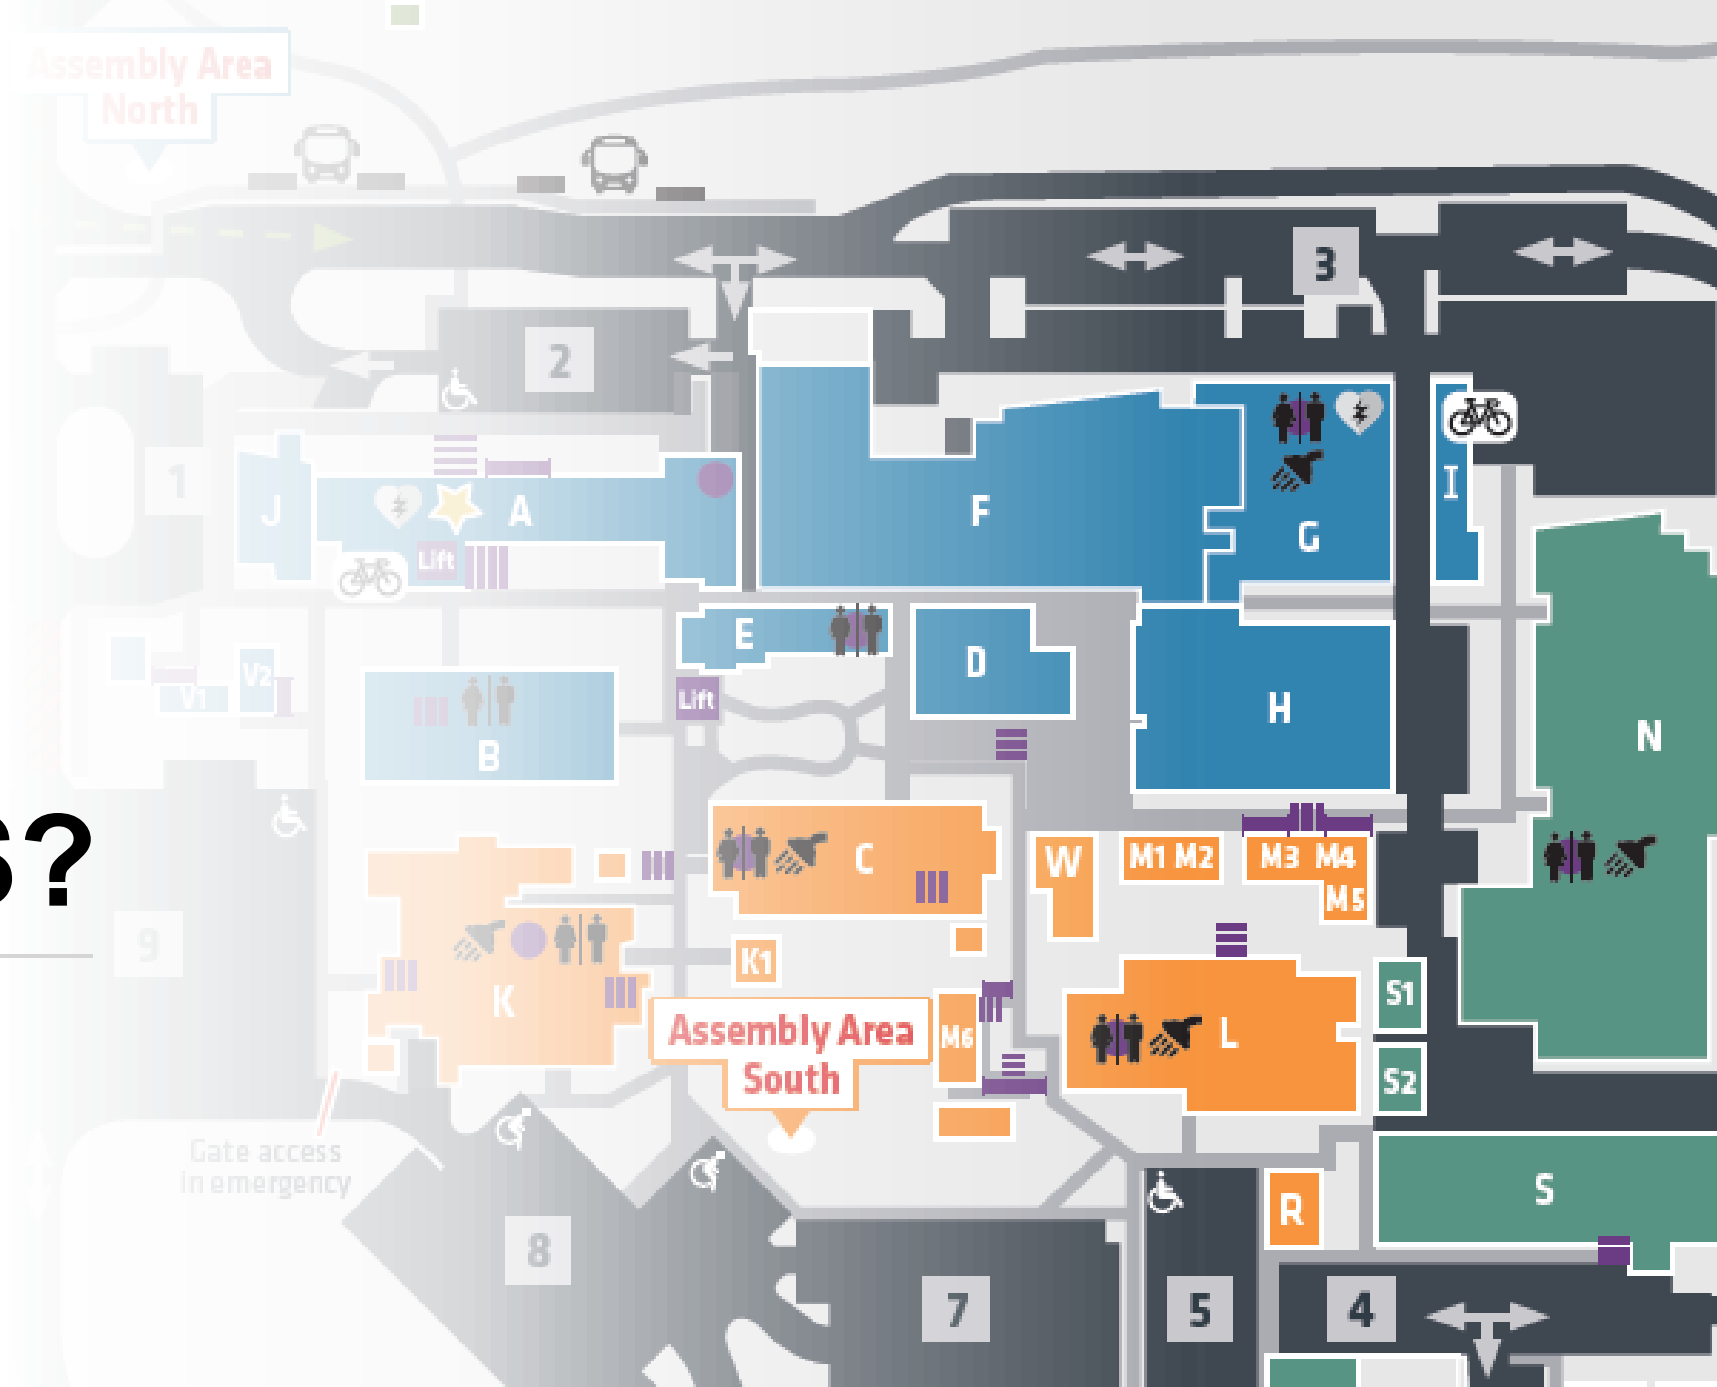 Assembly Area
North
3
2
1
J
A
F
G
I
Lift
E
D
V2
V1
Lift
H
N
B
?
C
W
M1 M2
M3 M4
M5
9
K1
K
S1
Assembly Area
South
M6
L
S2
Gate access
in emergency
S
R
8
7
5
4